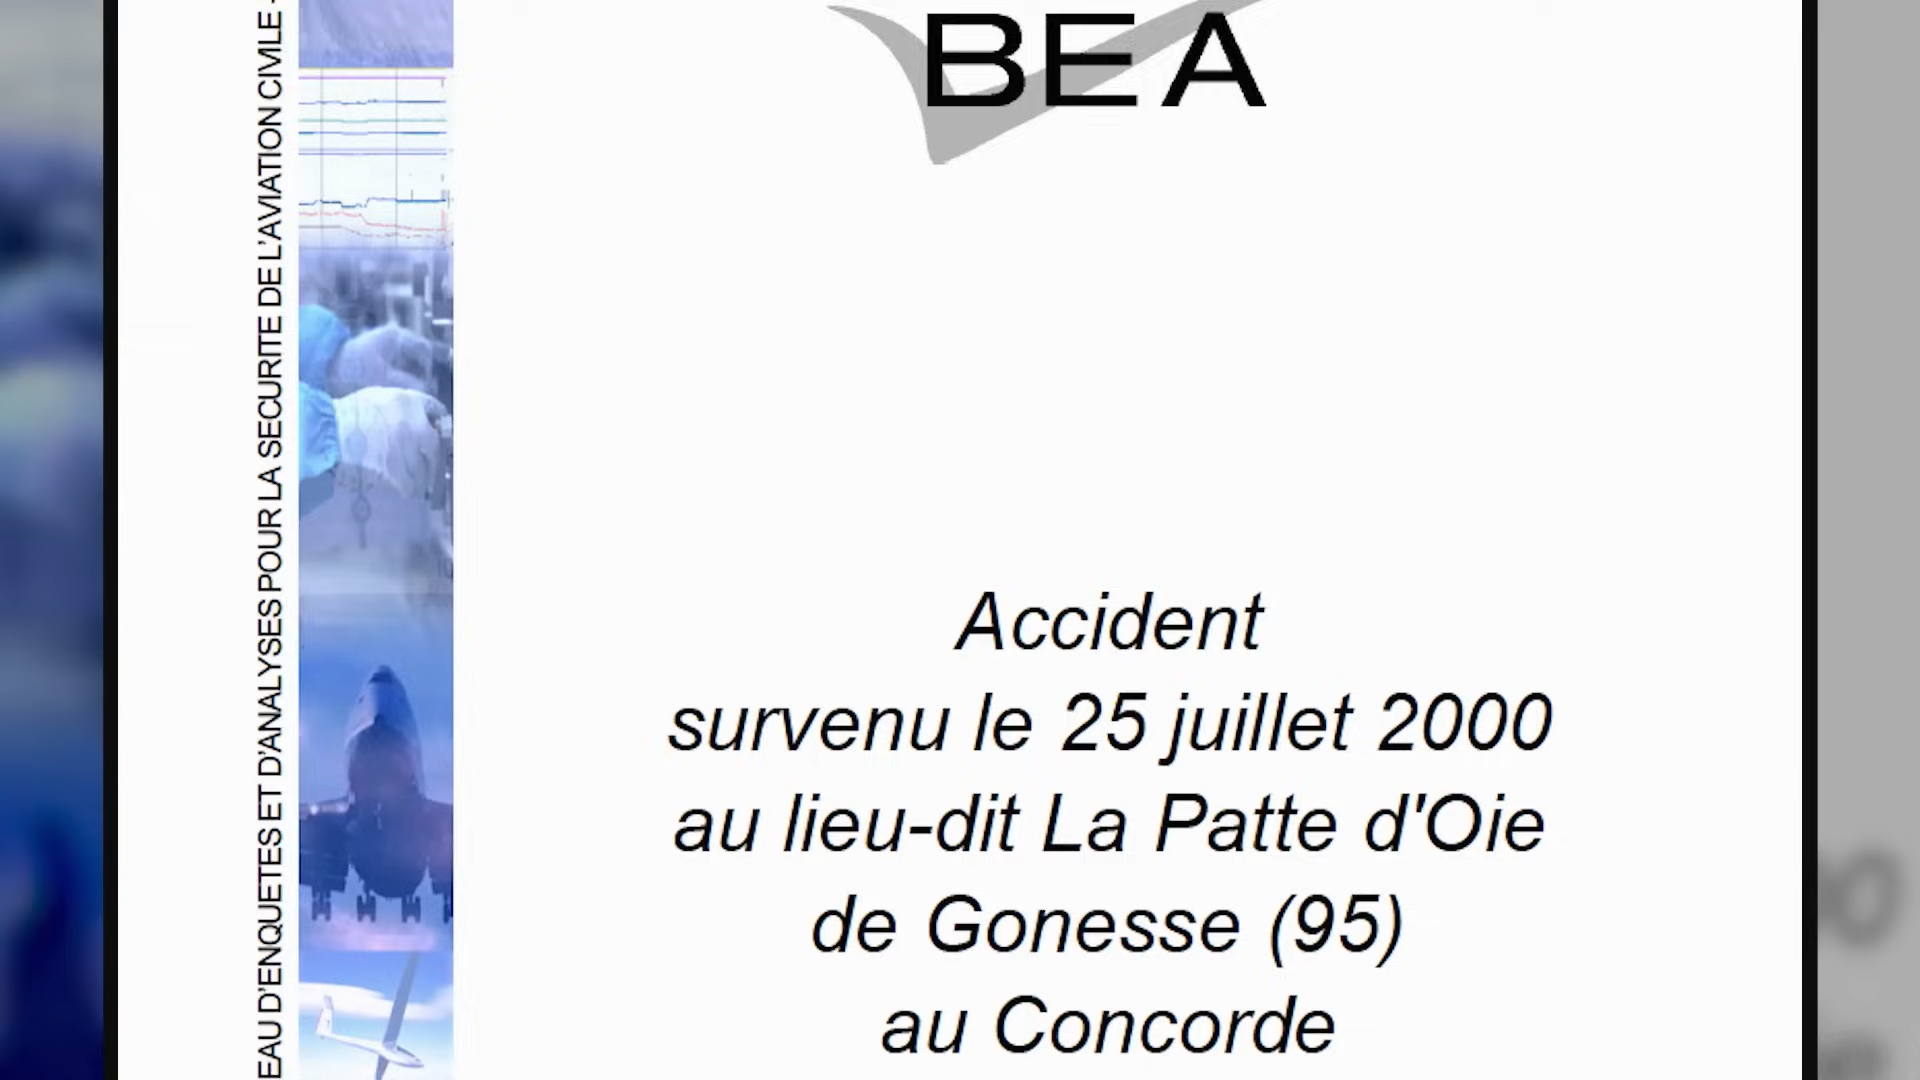 BEA
EAU D'ENQUETES ET D'ANALYSES POUR LA SECURITE DE L'AVIATION CIVILE -
Accident
survenu le 25 juillet 2000
au lieu-dit La Patte d'Oie
de Gonesse (95)
au Concorde